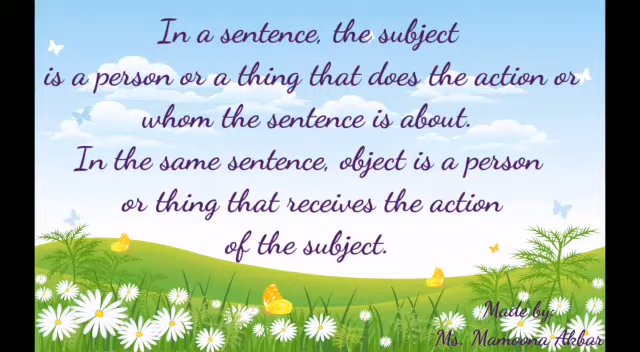 In a sentence, the subject
is a person or a thing that does the action or
whom the sentence is about.
In the same sentence, object is a person
or thing that receives the action
of the subject.
Made by:
Ms. Mamoona Akbar